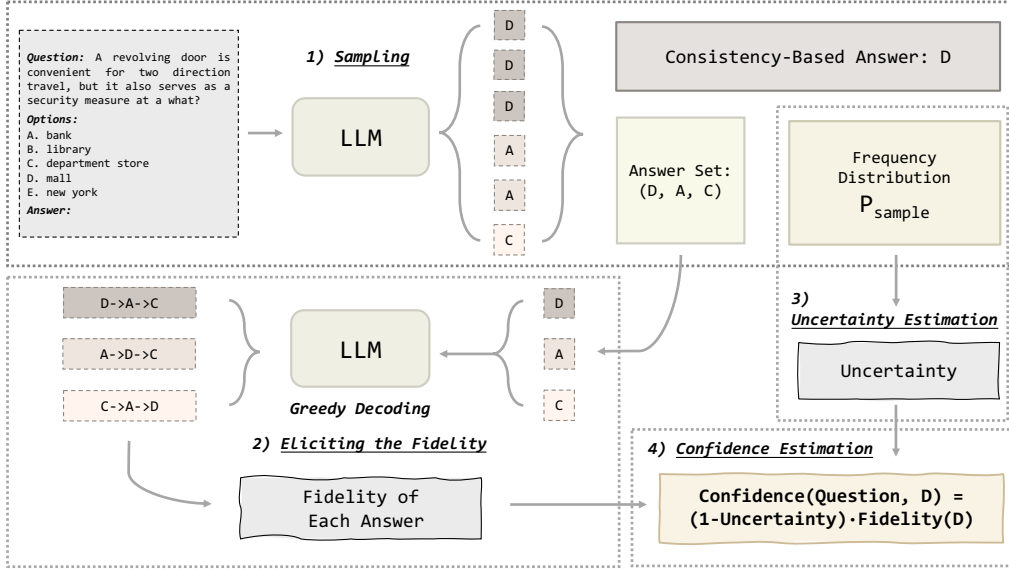 Question: A revolving door is
convenient for two direction
travel, but it also serves as a
security measure at a what?
Options:
A. bank
B. library
C. department store
D. mall
E. new york
Answer:
1) Sampling
LLM
D
D
D
A
A
C
Consistency-Based Answer: D
Answer Set:
(D, A, C)
Frequency
Distribution
P_sample
D->A->C
A->D->C
C->A->D
LLM
Greedy Decoding
D
A
C
2) Eliciting the Fidelity
Fidelity of
Each Answer
3)
Uncertainty Estimation
Uncertainty
4) Confidence Estimation
Confidence(Question, D) =
(1-Uncertainty)·Fidelity(D)